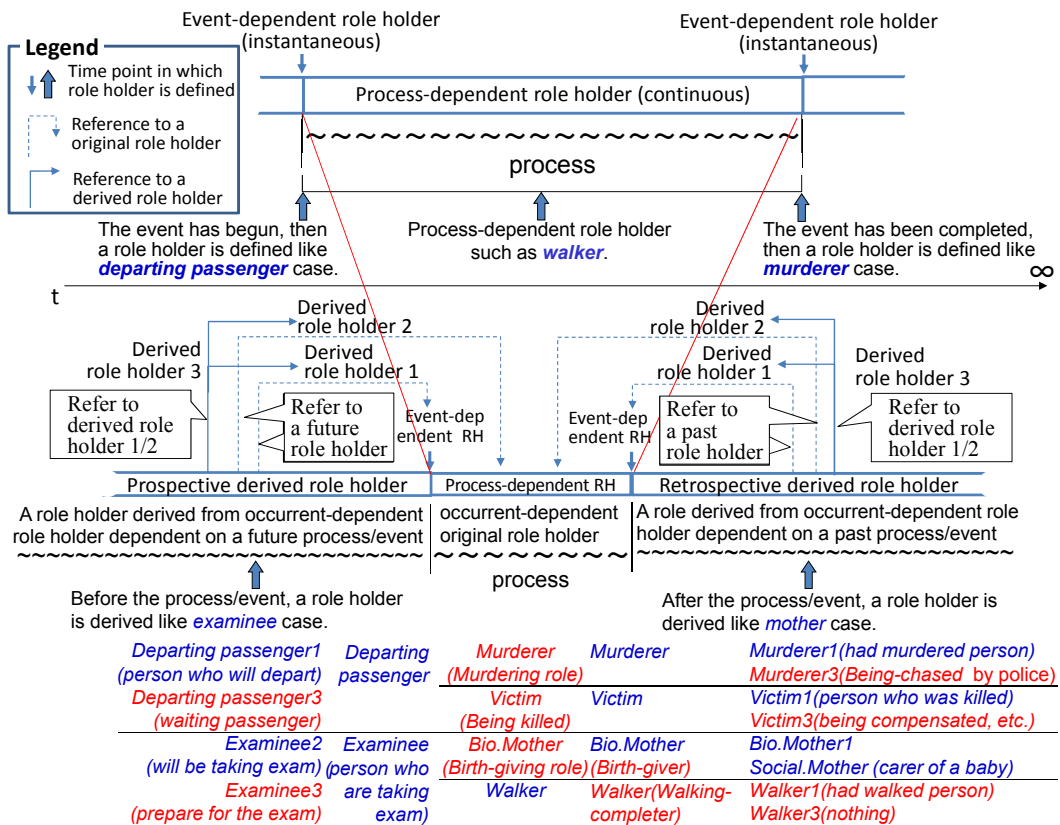 Event-dependent role holder
(instantaneous)
Event-dependent role holder
(instantaneous)
Legend
Time point in which
role holder is defined
Reference to a
original role holder
Reference to a
derived role holder
Process-dependent role holder (continuous)
~~~~~~~~~~~~~~~~~~~~
process
The event has begun, then
a role holder is defined like
departing passenger case.
Process-dependent role holder
such as walker.
The event has been completed,
then a role holder is defined like
murderer case.
t
∞
Derived
role holder 2
Derived
role holder 1
Derived
role holder 3
Refer to
derived role
holder 1/2
Refer to
a future
role holder
Event-dep
endent RH
Derived
role holder 2
Derived
role holder 1
Derived
role holder 3
Event-dep
endent RH
Refer to
a past
role holder
Refer to
derived role
holder 1/2
Prospective derived role holder
Process-dependent RH
Retrospective derived role holder
A role holder derived from occurrent-dependent
role holder dependent on a future process/event
occurrent-dependent
original role holder
A role derived from occurrent-dependent role
holder dependent on a past process/event
process
Before the process/event, a role holder
is derived like examinee case.
After the process/event, a role holder is
derived like mother case.
Departing passenger1
(person who will depart)
Departing passenger3
(waiting passenger)
Departing
passenger
Murderer
(Murdering role)
Murderer
Murderer1(had murdered person)
Murderer3(Being-chased by police)
Victim
(Being killed)
Victim
Victim1(person who was killed)
Victim3(being compensated, etc.)
Examinee2
(will be taking exam)
Examinee3
(prepare for the exam)
Examinee
(person who
are taking
exam)
Bio.Mother
(Birth-giving role)
Bio.Mother
(Birth-giver)
Bio.Mother1
Social.Mother (carer of a baby)
Walker
Walker(Walking-
completer)
Walker1(had walked person)
Walker3(nothing)